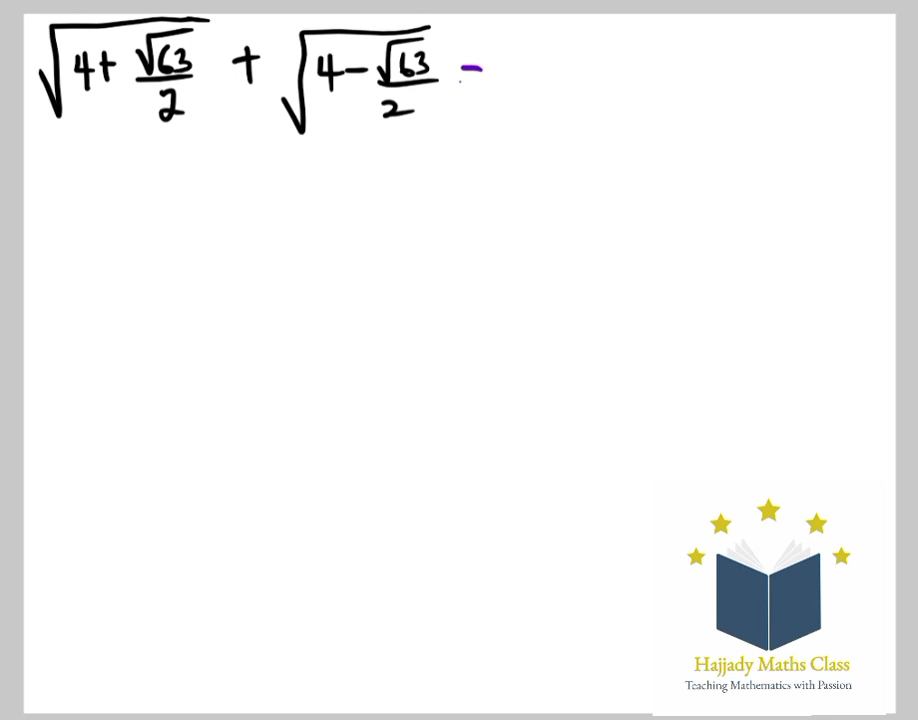 √(4+ √63/2) + √(4−√63/2) -
Hajjady Maths Class
Teaching Mathematics with Passion